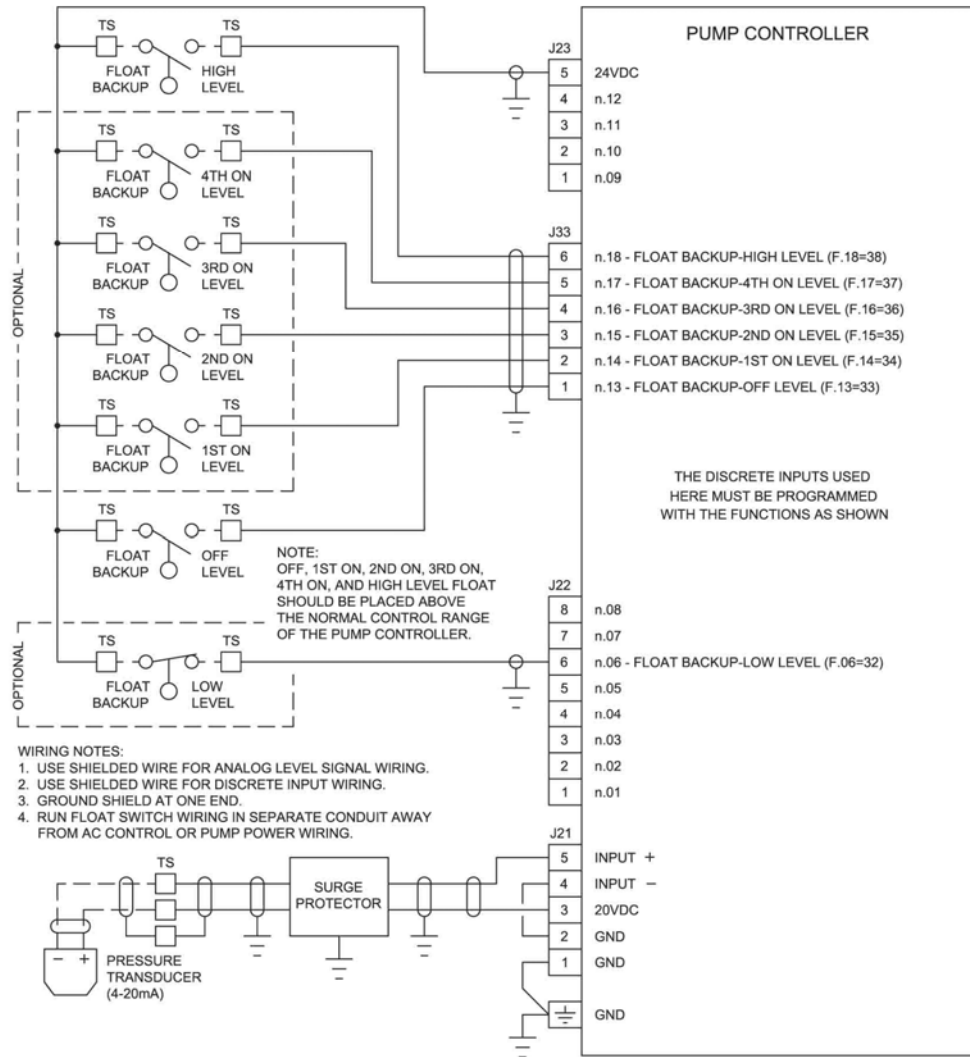 PUMP CONTROLLER
TS TS
FLOAT BACKUP
HIGH LEVEL
OPTIONAL
TS TS
FLOAT BACKUP
4TH ON LEVEL
TS TS
FLOAT BACKUP
3RD ON LEVEL
TS TS
FLOAT BACKUP
2ND ON LEVEL
TS TS
FLOAT BACKUP
1ST ON LEVEL
TS TS
FLOAT BACKUP
OFF LEVEL
NOTE:
OFF, 1ST ON, 2ND ON, 3RD ON,
4TH ON, AND HIGH LEVEL FLOAT
SHOULD BE PLACED ABOVE
THE NORMAL CONTROL RANGE
OF THE PUMP CONTROLLER.
OPTIONAL
TS TS
FLOAT BACKUP
LOW LEVEL
J23
5 24VDC
4 n.12
3 n.11
2 n.10
1 n.09
J33
6 n.18 - FLOAT BACKUP-HIGH LEVEL (F.18=38)
5 n.17 - FLOAT BACKUP-4TH ON LEVEL (F.17=37)
4 n.16 - FLOAT BACKUP-3RD ON LEVEL (F.16=36)
3 n.15 - FLOAT BACKUP-2ND ON LEVEL (F.15=35)
2 n.14 - FLOAT BACKUP-1ST ON LEVEL (F.14=34)
1 n.13 - FLOAT BACKUP-OFF LEVEL (F.13=33)
THE DISCRETE INPUTS USED
HERE MUST BE PROGRAMMED
WITH THE FUNCTIONS AS SHOWN
J22
8 n.08
7 n.07
6 n.06 - FLOAT BACKUP-LOW LEVEL (F.06=32)
5 n.05
4 n.04
3 n.03
2 n.02
1 n.01
WIRING NOTES:
1. USE SHIELDED WIRE FOR ANALOG LEVEL SIGNAL WIRING.
2. USE SHIELDED WIRE FOR DISCRETE INPUT WIRING.
3. GROUND SHIELD AT ONE END.
4. RUN FLOAT SWITCH WIRING IN SEPARATE CONDUIT AWAY
FROM AC CONTROL OR PUMP POWER WIRING.
TS
SURGE
PROTECTOR
- +
PRESSURE
TRANSDUCER
(4-20mA)
J21
5 INPUT +
4 INPUT −
3 20VDC
2 GND
1 GND
GND